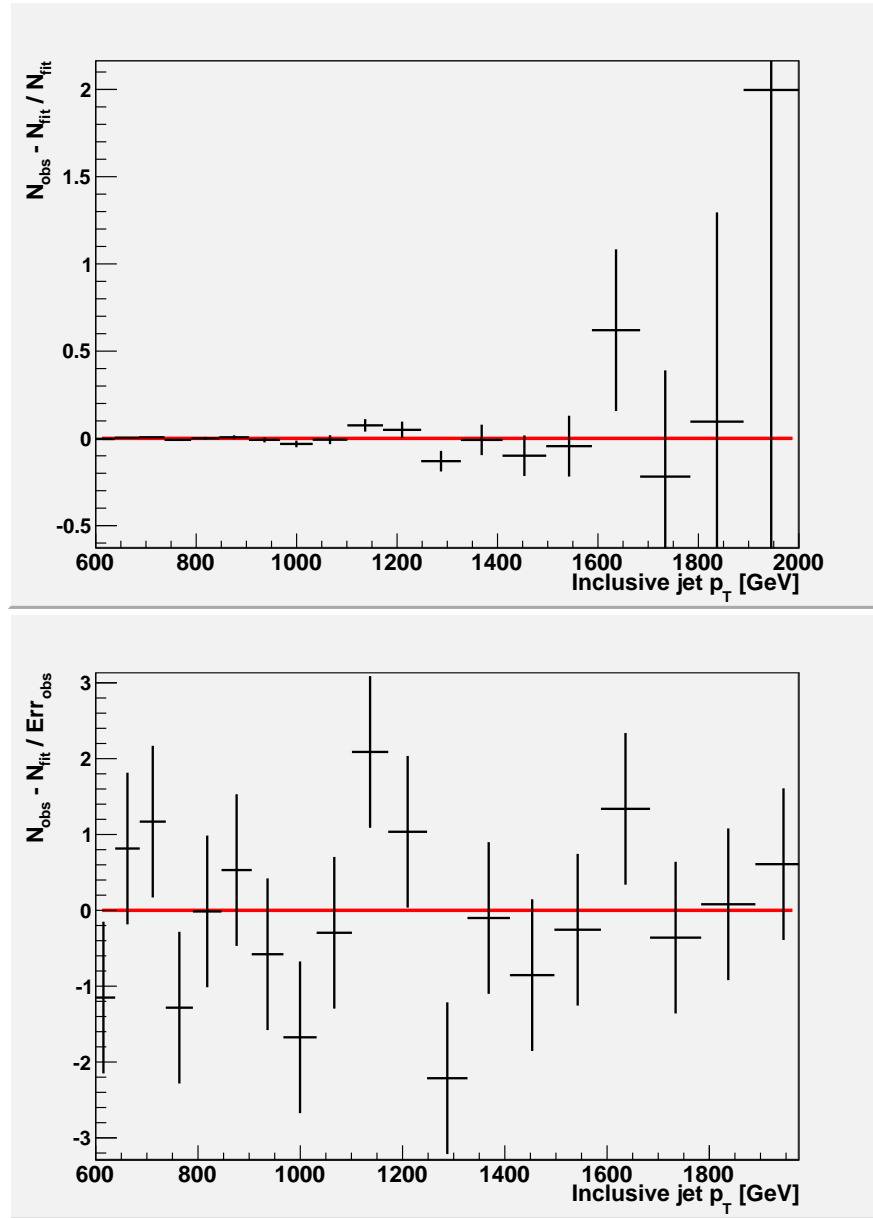 N_obs - N_fit / N_fit
2
1.5
1
0.5
0
-0.5
600 800 1000 1200 1400 1600 1800 2000
Inclusive jet p_T [GeV]
N_obs - N_fit / Err_obs
3
2
1
0
-1
-2
-3
600 800 1000 1200 1400 1600 1800
Inclusive jet p_T [GeV]